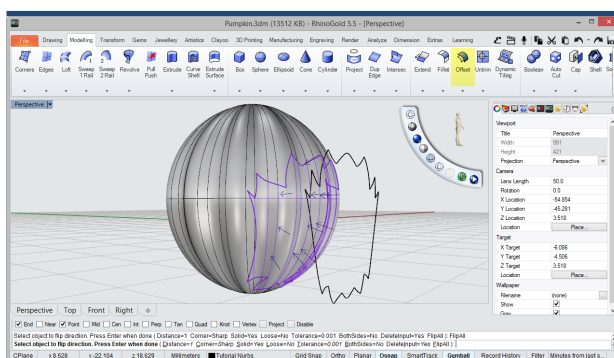 Pumpkin.3dm (13512 KB) - RhinoGold 5.5 - [Perspective]
File Drawing Modelling Transform Gems Jewellery Artistics Clayoo 3D Printing Manufacturing Engraving Render Analyze Dimension Extras Learning
Corners Edges Loft Sweep 1 Rail Sweep 2 Rail Revolve Pull Push Extrude Curve Shell Extrude Surface Box Sphere Ellipsoid Cone Cylinder Project Dup Edge Intersec Extend Fillet Offset Untrim Dynamic Tiling Boolean Auto Cut Cap Shell
Perspective
Viewport
Title Perspective
Width 991
Height 421
Projection Perspective
Camera
Lens Length 50.0
Rotation 0.0
X Location -54.854
Y Location -45.281
Z Location 3.518
Location Place...
Target
X Target -6.086
Y Target -4.506
Z Target 3.518
Location Place...
Wallpaper
Filename (none) ...
Show
Gray
Perspective Top Front Right
End Near Point Mid Cen Int Perp Tan Quad Knot Vertex Project Disable
Select object to flip direction. Press Enter when done ( Distance=1 Corner=Sharp Solid=Yes Loose=No Tolerance=0.001 BothSides=No DeleteInput=Yes FlipAll ): FlipAll
Select object to flip direction. Press Enter when done ( Distance=1 Corner=Sharp Solid=Yes Loose=No Tolerance=0.001 BothSides=No DeleteInput=Yes FlipAll ):
CPlane x 8.628 y -22.104 z 18.629 Millimeters Tutorial Nurbs Grid Snap Ortho Planar Osnap SmartTrack Gumball Record History Filter Minutes from last s...